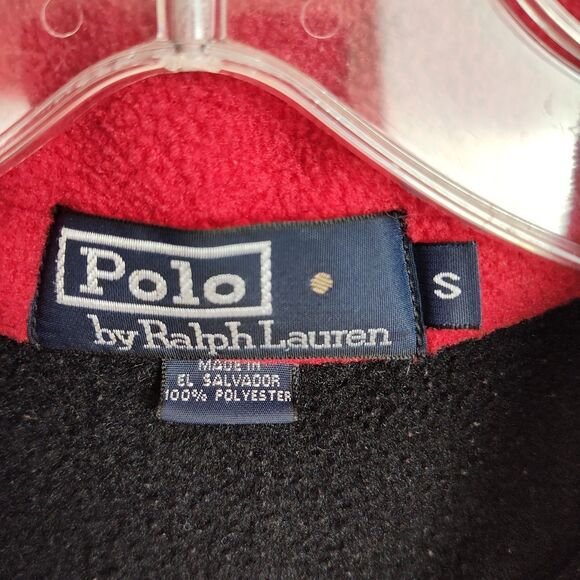 Polo
by Ralph Lauren
S
MADE IN
EL SALVADOR
100% POLYESTER